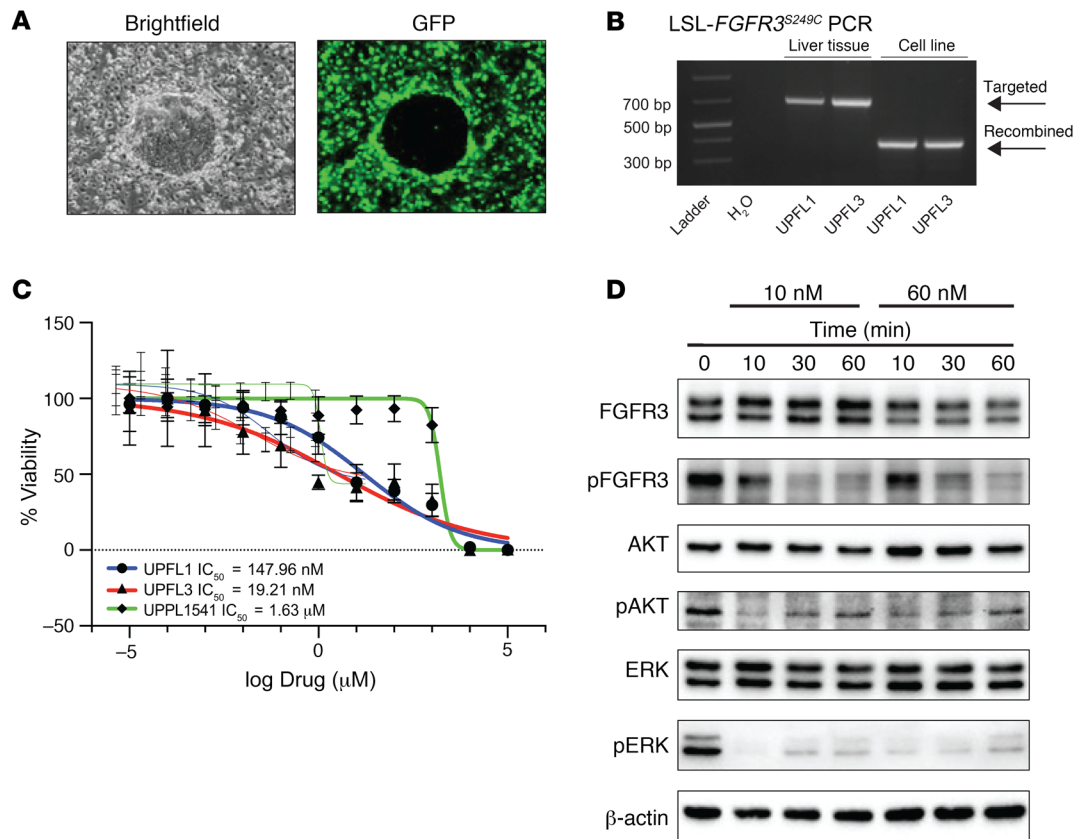 A
Brightfield
GFP
B
LSL-FGFR3^S249C PCR
Liver tissue
Cell line
700 bp
500 bp
300 bp
Targeted
Recombined
Ladder
H₂O
UPFL1
UPFL3
UPFL1
UPFL3
C
% Viability
150
100
50
0
–50
UPFL1 IC₅₀ = 147.96 nM
UPFL3 IC₅₀ = 19.21 nM
UPPL1541 IC₅₀ = 1.63 μM
–5
0
5
log Drug (μM)
D
10 nM
60 nM
Time (min)
0 10 30 60 10 30 60
FGFR3
pFGFR3
AKT
pAKT
ERK
pERK
β-actin